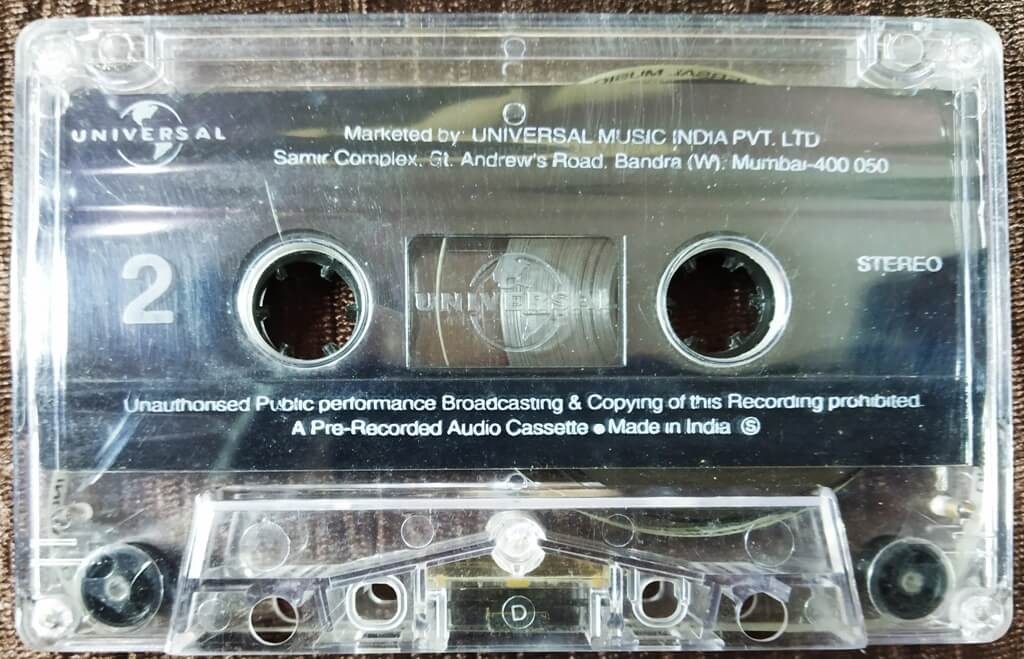 UNIVERSAL
Marketed by: UNIVERSAL MUSIC INDIA PVT. LTD
Samir Complex, St. Andrew's Road, Bandra (W), Mumbai-400 050
2
UNIVERSAL
STEREO
Unauthorised Public performance Broadcasting & Copying of this Recording prohibited.
A Pre-Recorded Audio Cassette ● Made in India Ⓢ
D